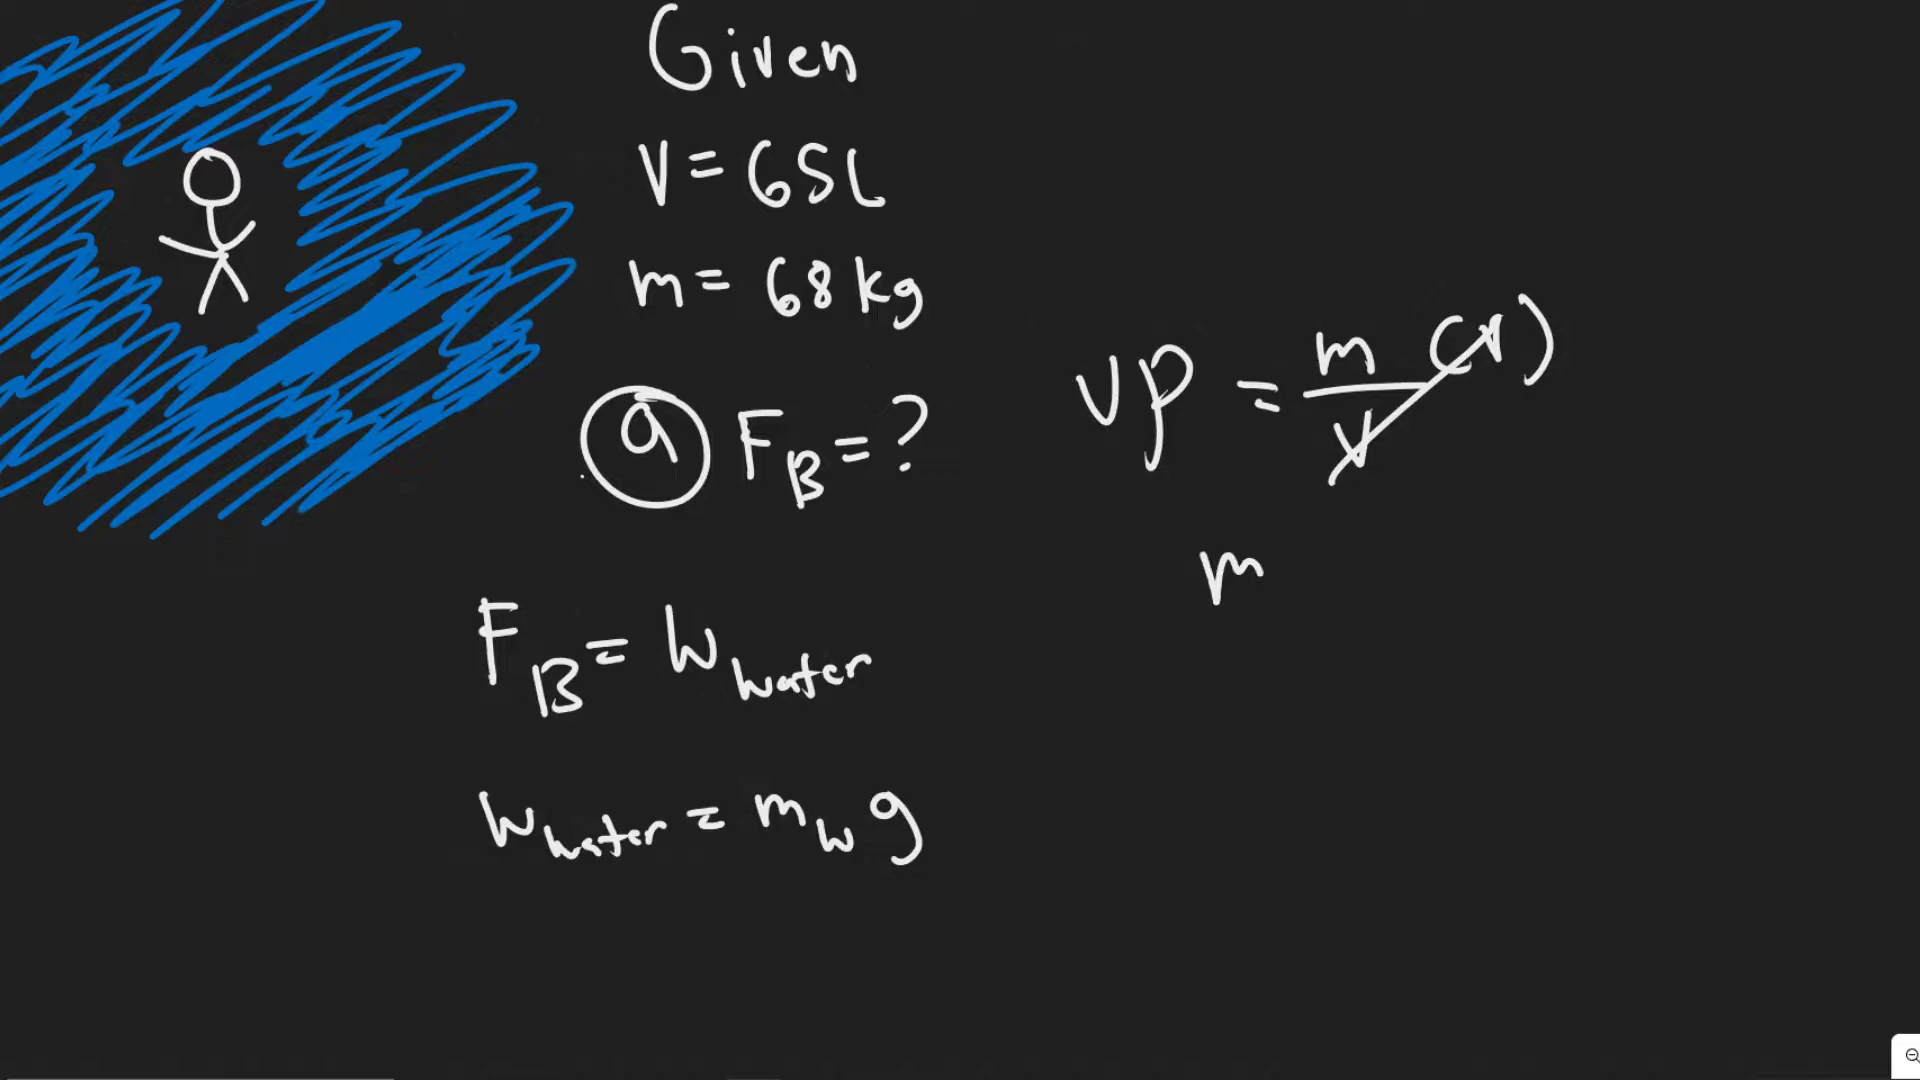 Given
V = 65L
m = 68 kg
a F_B = ?
Vρ = m/V (V)
m
F_B = W_water
W_water = m_w g